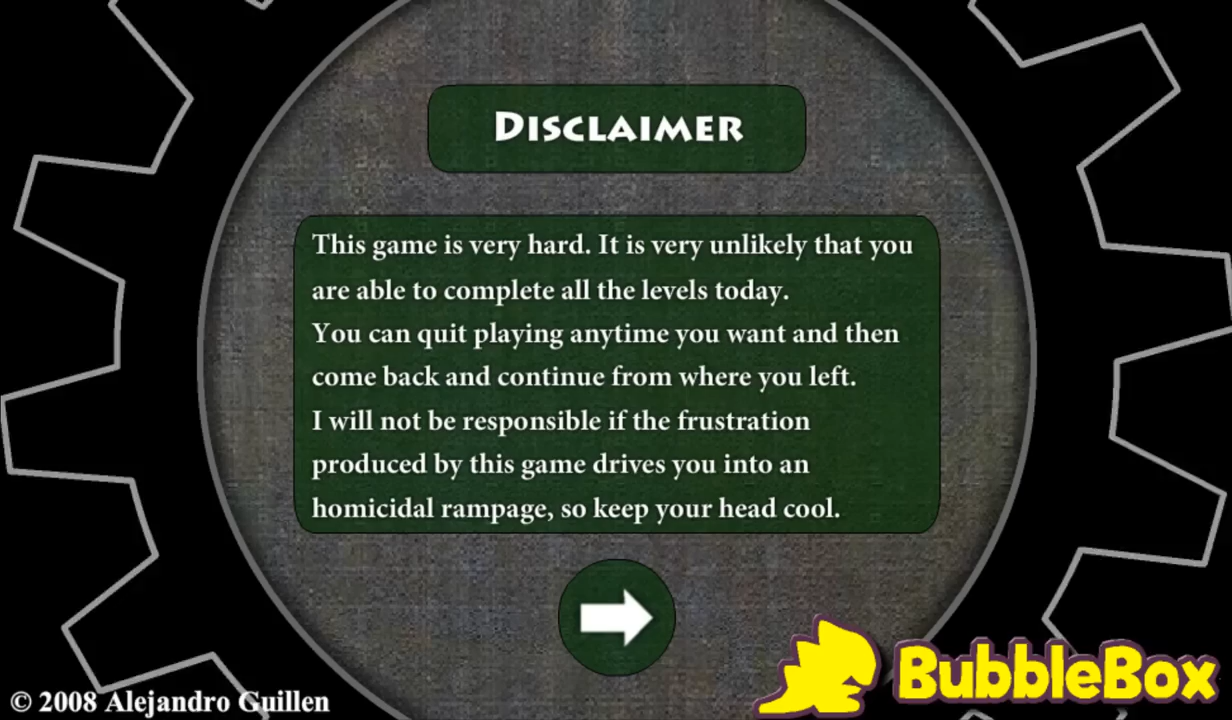 Disclaimer
This game is very hard. It is very unlikely that you
are able to complete all the levels today.
You can quit playing anytime you want and then
come back and continue from where you left.
I will not be responsible if the frustration
produced by this game drives you into an
homicidal rampage, so keep your head cool.
© 2008 Alejandro Guillen
BubbleBox